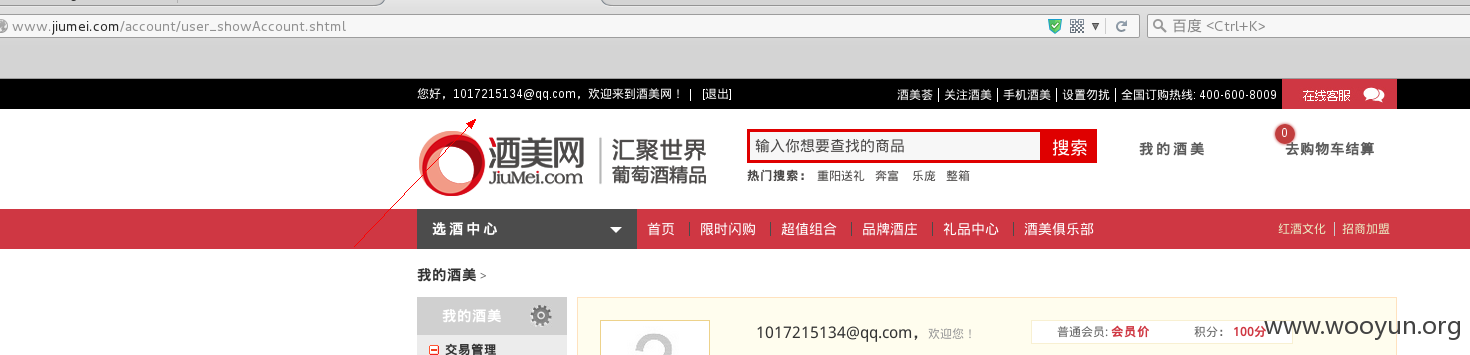 www.jiumei.com/account/user_showAccount.shtml
百度 <Ctrl+K>
您好，1017215134@qq.com，欢迎来到酒美网！ | [退出]
酒美荟 | 关注酒美 | 手机酒美 | 设置勿扰 | 全国订购热线: 400-600-8009
在线客服
酒美网
JiuMei.com
汇聚世界
葡萄酒精品
输入你想要查找的商品
搜索
热门搜索： 重阳送礼 奔富 乐庞 整箱
我的酒美
0
去购物车结算
选酒中心
首页 | 限时闪购 | 超值组合 | 品牌酒庄 | 礼品中心 | 酒美俱乐部
红酒文化 | 招商加盟
我的酒美 >
我的酒美
交易管理
?
1017215134@qq.com，欢迎您！
普通会员: 会员价 积分： 100分
www.wooyun.org